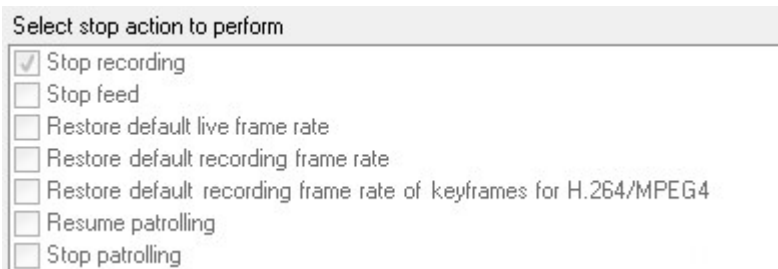 Select stop action to perform
Stop recording
Stop feed
Restore default live frame rate
Restore default recording frame rate
Restore default recording frame rate of keyframes for H.264/MPEG4
Resume patrolling
Stop patrolling